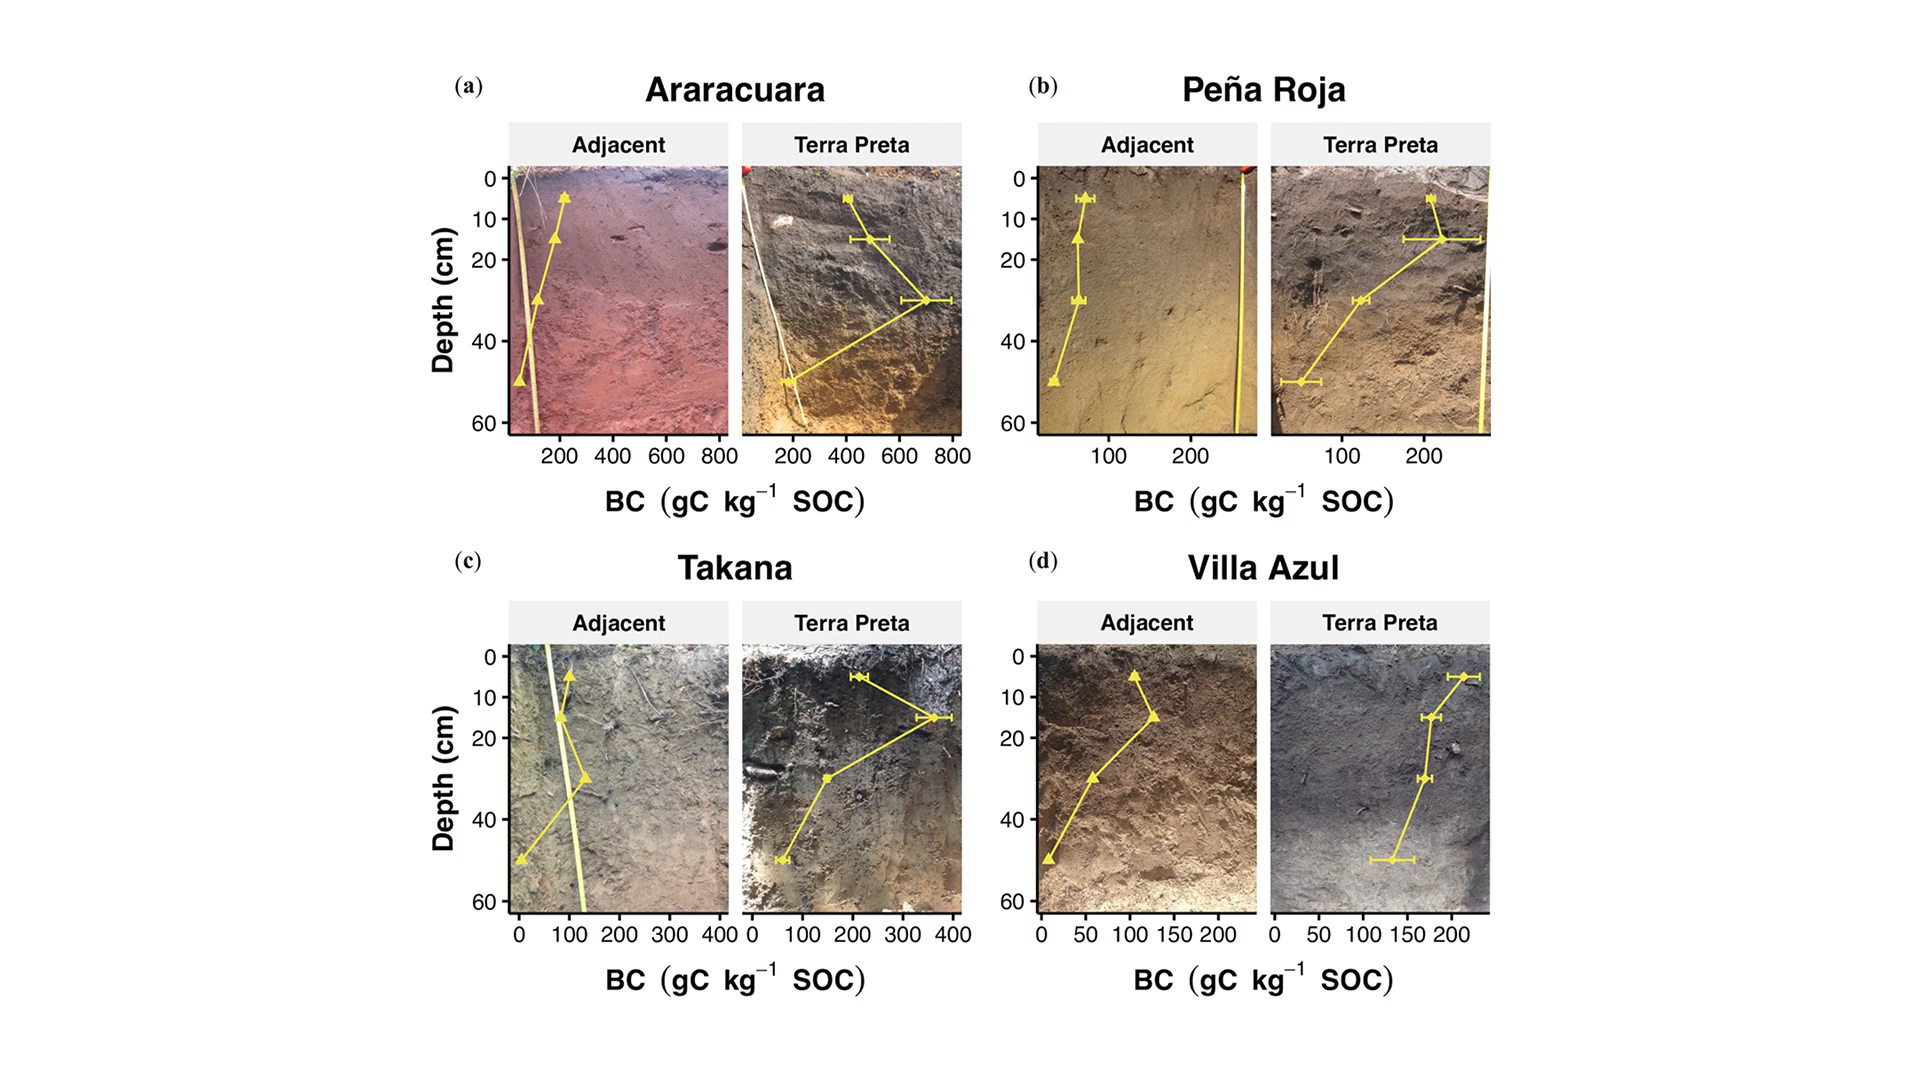 (a) Araracuara
Adjacent Terra Preta
0
10
20
40
60
Depth (cm)
200 400 600 800 200 400 600 800
BC (gC kg⁻¹ SOC)
(b) Peña Roja
Adjacent Terra Preta
0
10
20
40
60
100 200 100 200
BC (gC kg⁻¹ SOC)
(c) Takana
Adjacent Terra Preta
0
10
20
40
60
Depth (cm)
0 100 200 300 400 0 100 200 300 400
BC (gC kg⁻¹ SOC)
(d) Villa Azul
Adjacent Terra Preta
0
10
20
40
60
0 50 100 150 200 0 50 100 150 200
BC (gC kg⁻¹ SOC)